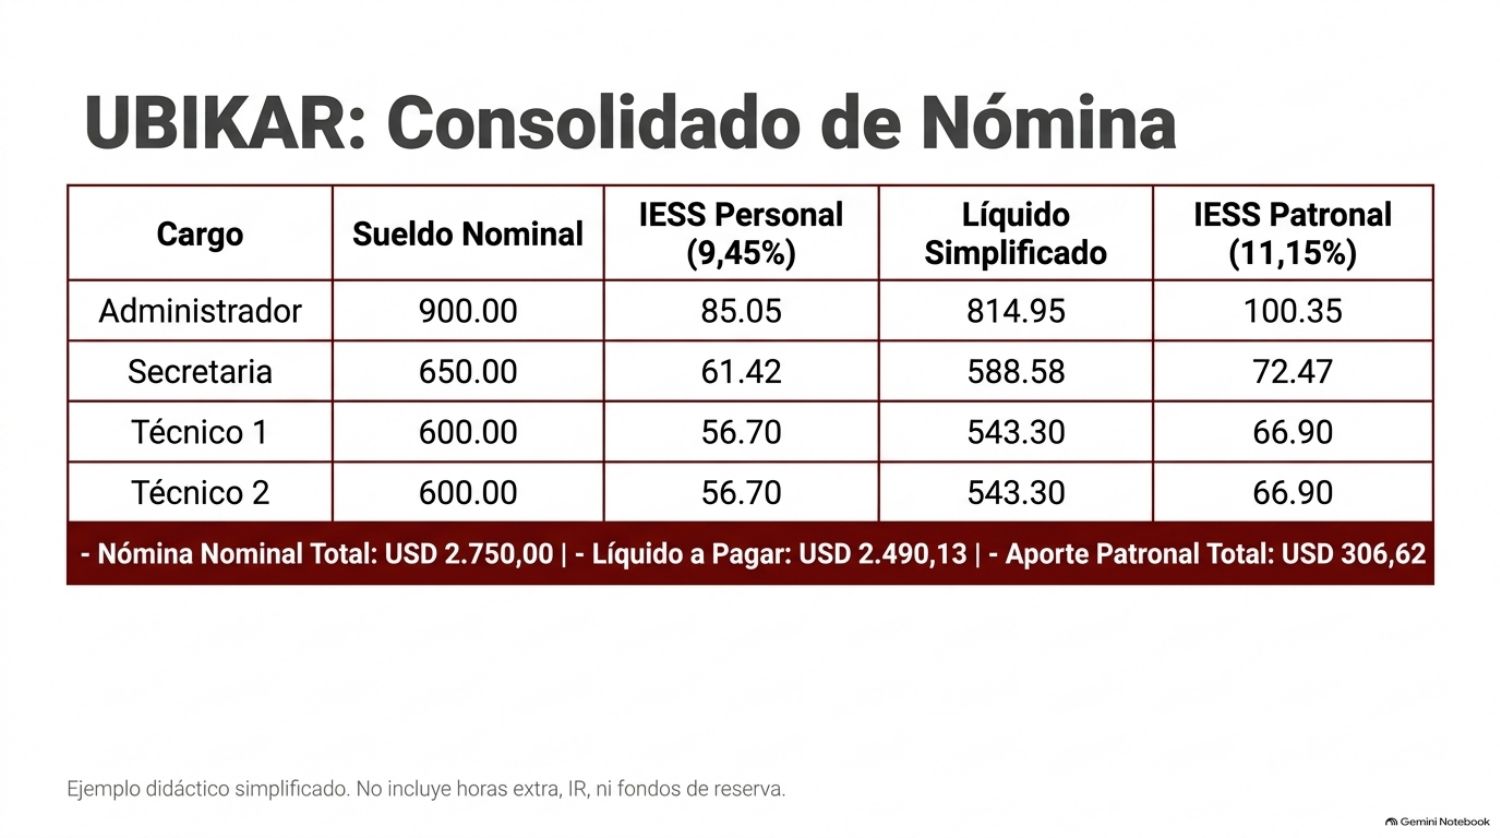 UBIKAR: Consolidado de Nómina
Cargo
Sueldo Nominal
IESS Personal
(9,45%)
Líquido
Simplificado
IESS Patronal
(11,15%)
Administrador 900.00 85.05 814.95 100.35
Secretaria 650.00 61.42 588.58 72.47
Técnico 1 600.00 56.70 543.30 66.90
Técnico 2 600.00 56.70 543.30 66.90
- Nómina Nominal Total: USD 2.750,00 | - Líquido a Pagar: USD 2.490,13 | - Aporte Patronal Total: USD 306,62
Ejemplo didáctico simplificado. No incluye horas extra, IR, ni fondos de reserva.
Gemini Notebook